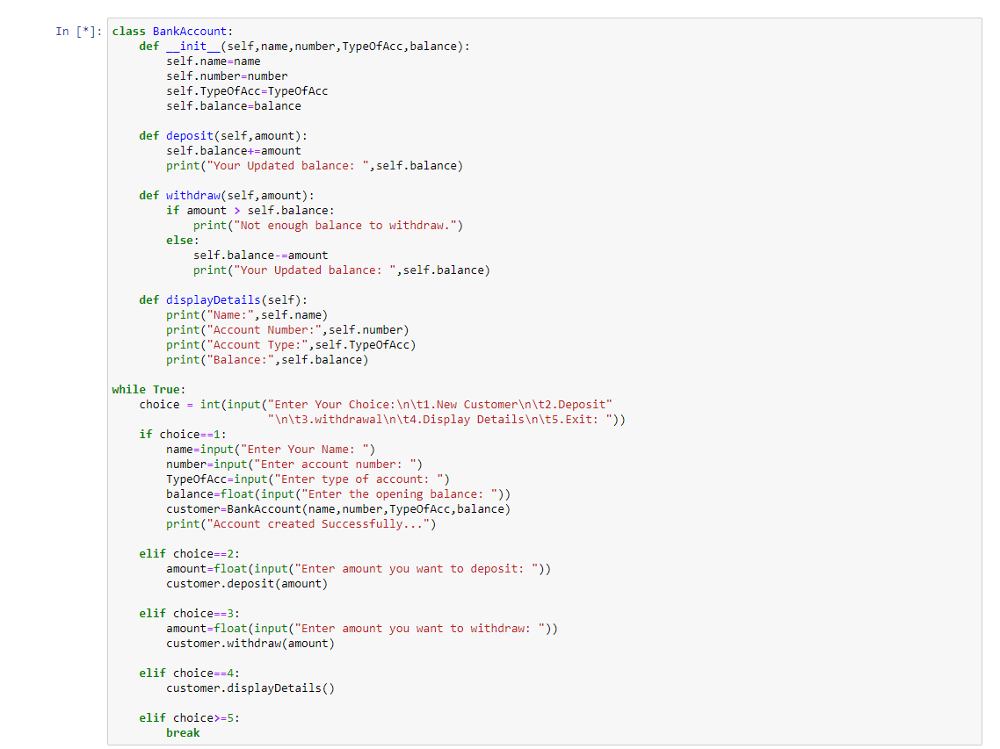 In [*]: class BankAccount:
    def __init__(self,name,number,TypeOfAcc,balance):
        self.name=name
        self.number=number
        self.TypeOfAcc=TypeOfAcc
        self.balance=balance

    def deposit(self,amount):
        self.balance+=amount
        print("Your Updated balance: ",self.balance)

    def withdraw(self,amount):
        if amount > self.balance:
            print("Not enough balance to withdraw.")
        else:
            self.balance-=amount
            print("Your Updated balance: ",self.balance)

    def displayDetails(self):
        print("Name:",self.name)
        print("Account Number:",self.number)
        print("Account Type:",self.TypeOfAcc)
        print("Balance:",self.balance)

while True:
    choice = int(input("Enter Your Choice:\n\t1.New Customer\n\t2.Deposit"
                       "\n\t3.withdrawal\n\t4.Display Details\n\t5.Exit: "))
    if choice==1:
        name=input("Enter Your Name: ")
        number=input("Enter account number: ")
        TypeOfAcc=input("Enter type of account: ")
        balance=float(input("Enter the opening balance: "))
        customer=BankAccount(name,number,TypeOfAcc,balance)
        print("Account created Successfully...")

    elif choice==2:
        amount=float(input("Enter amount you want to deposit: "))
        customer.deposit(amount)

    elif choice==3:
        amount=float(input("Enter amount you want to withdraw: "))
        customer.withdraw(amount)

    elif choice==4:
        customer.displayDetails()

    elif choice>=5:
        break